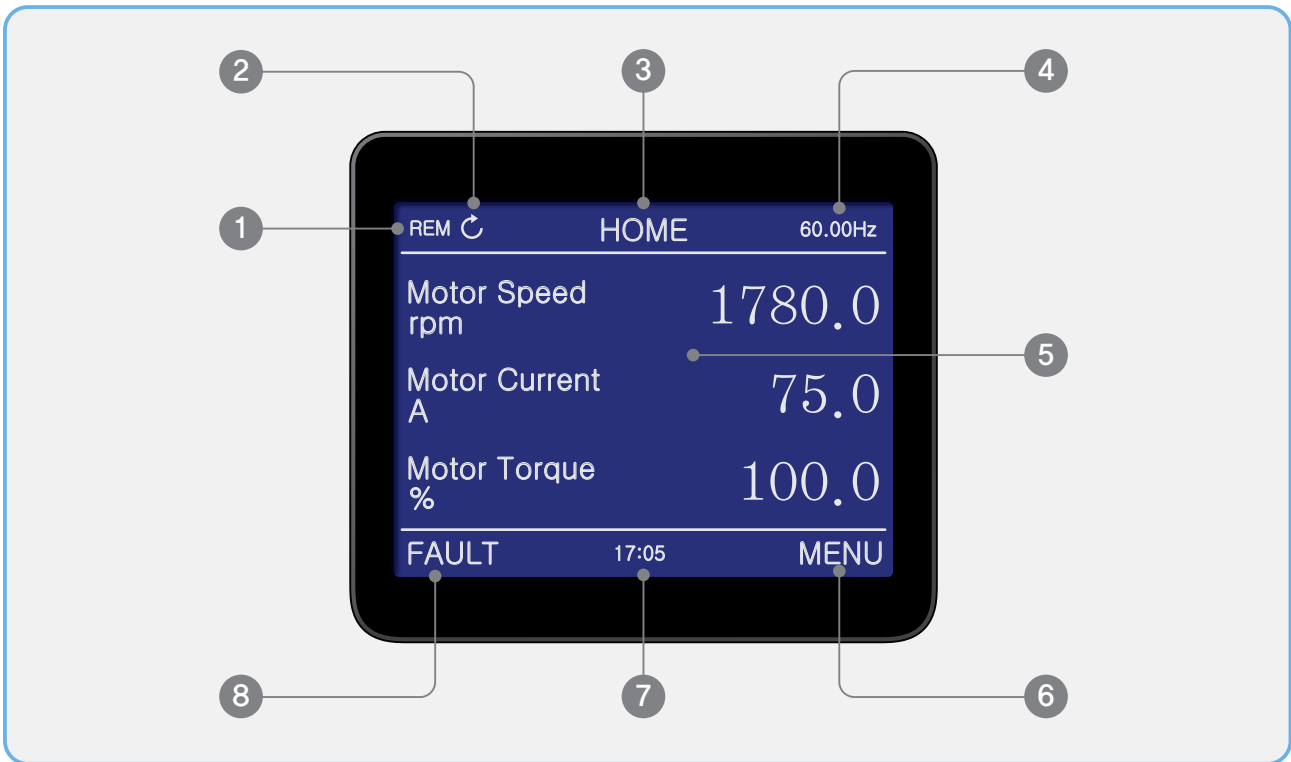 2
3
4
1
REM HOME 60.00Hz
Motor Speed 1780.0
rpm
5
Motor Current 75.0
A
Motor Torque 100.0
%
FAULT 17:05 MENU
8
7
6